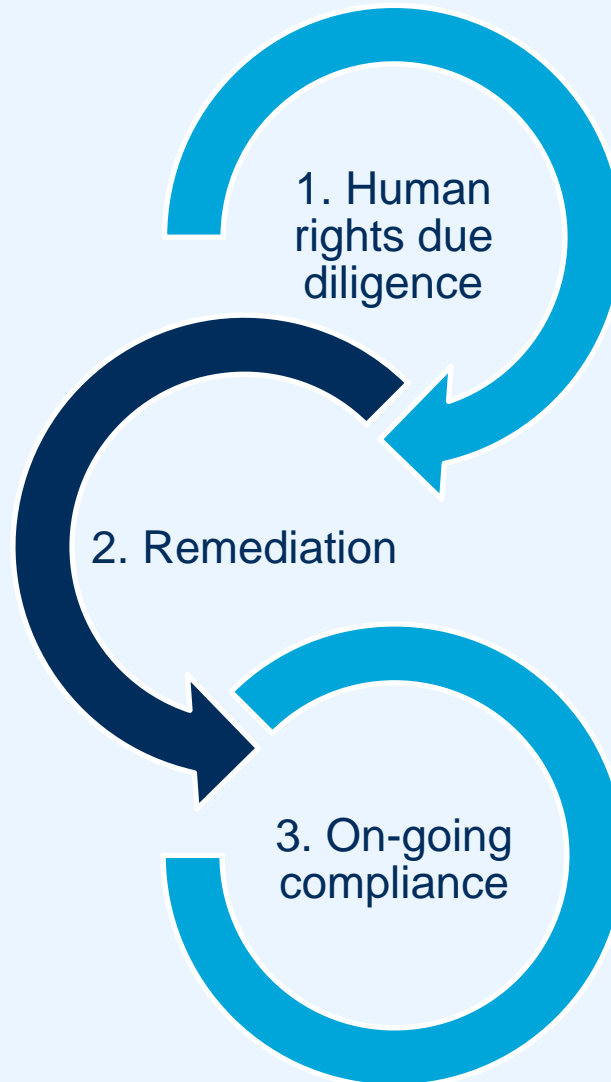 1. Human
rights due
diligence
2. Remediation
3. On-going
compliance